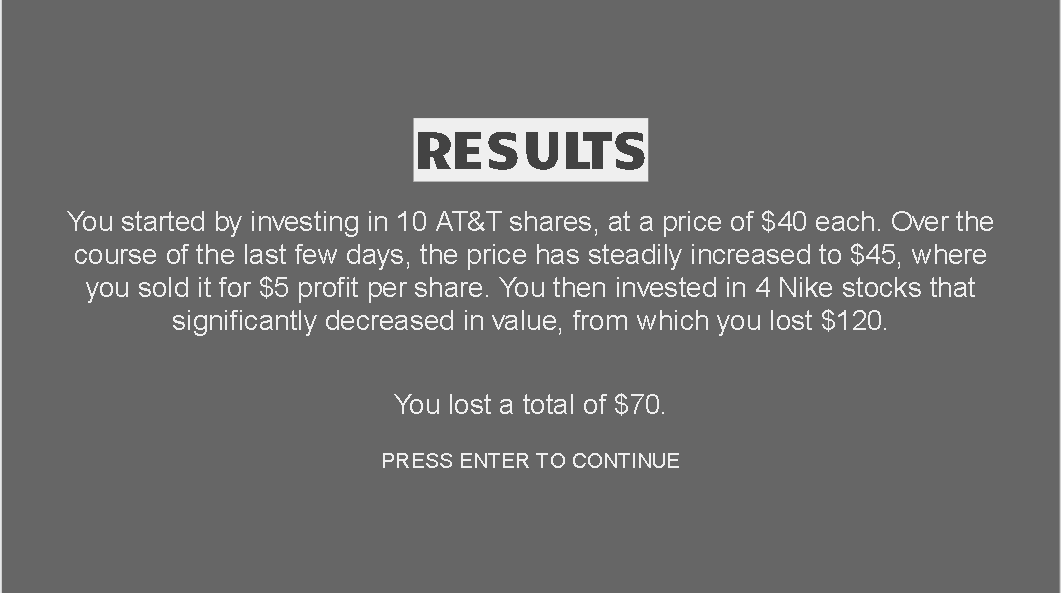 RESULTS
You started by investing in 10 AT&T shares, at a price of $40 each. Over the
course of the last few days, the price has steadily increased to $45, where
you sold it for $5 profit per share. You then invested in 4 Nike stocks that
significantly decreased in value, from which you lost $120.
You lost a total of $70.
PRESS ENTER TO CONTINUE